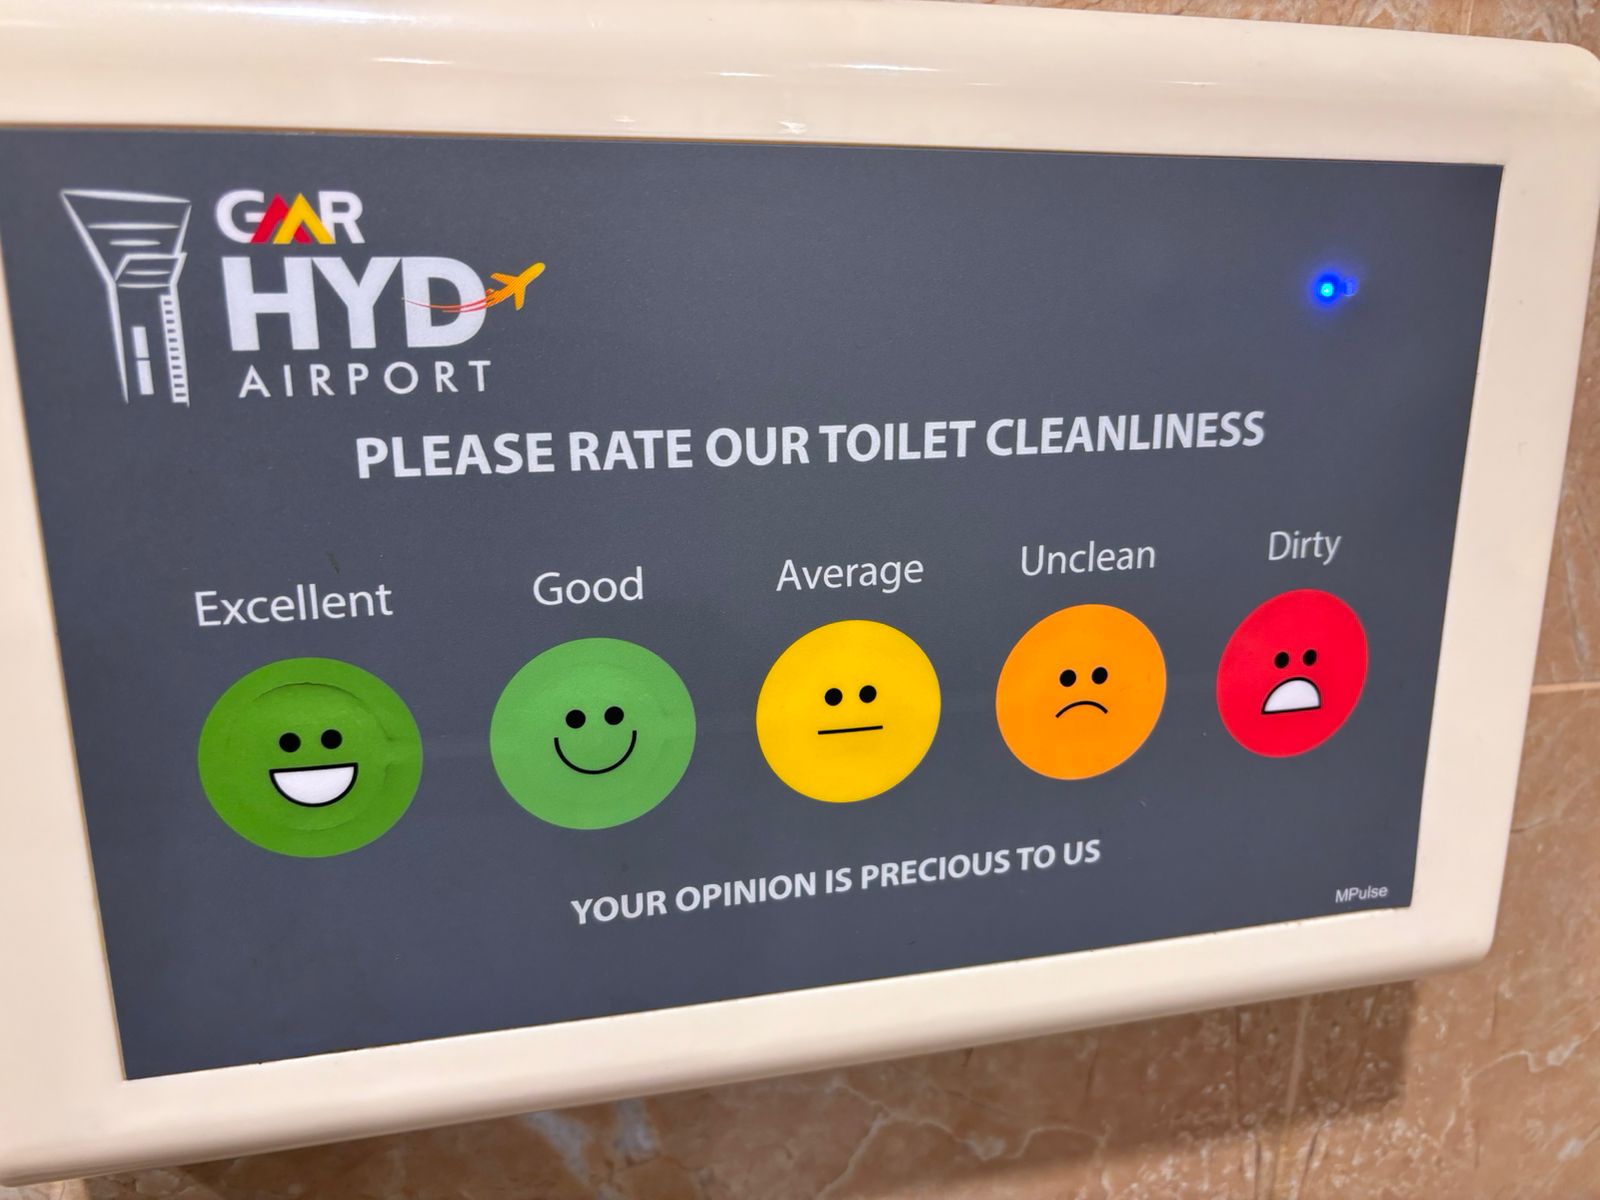 GMR
HYD
AIRPORT
PLEASE RATE OUR TOILET CLEANLINESS
Excellent
Good
Average
Unclean
Dirty
YOUR OPINION IS PRECIOUS TO US
MPulse